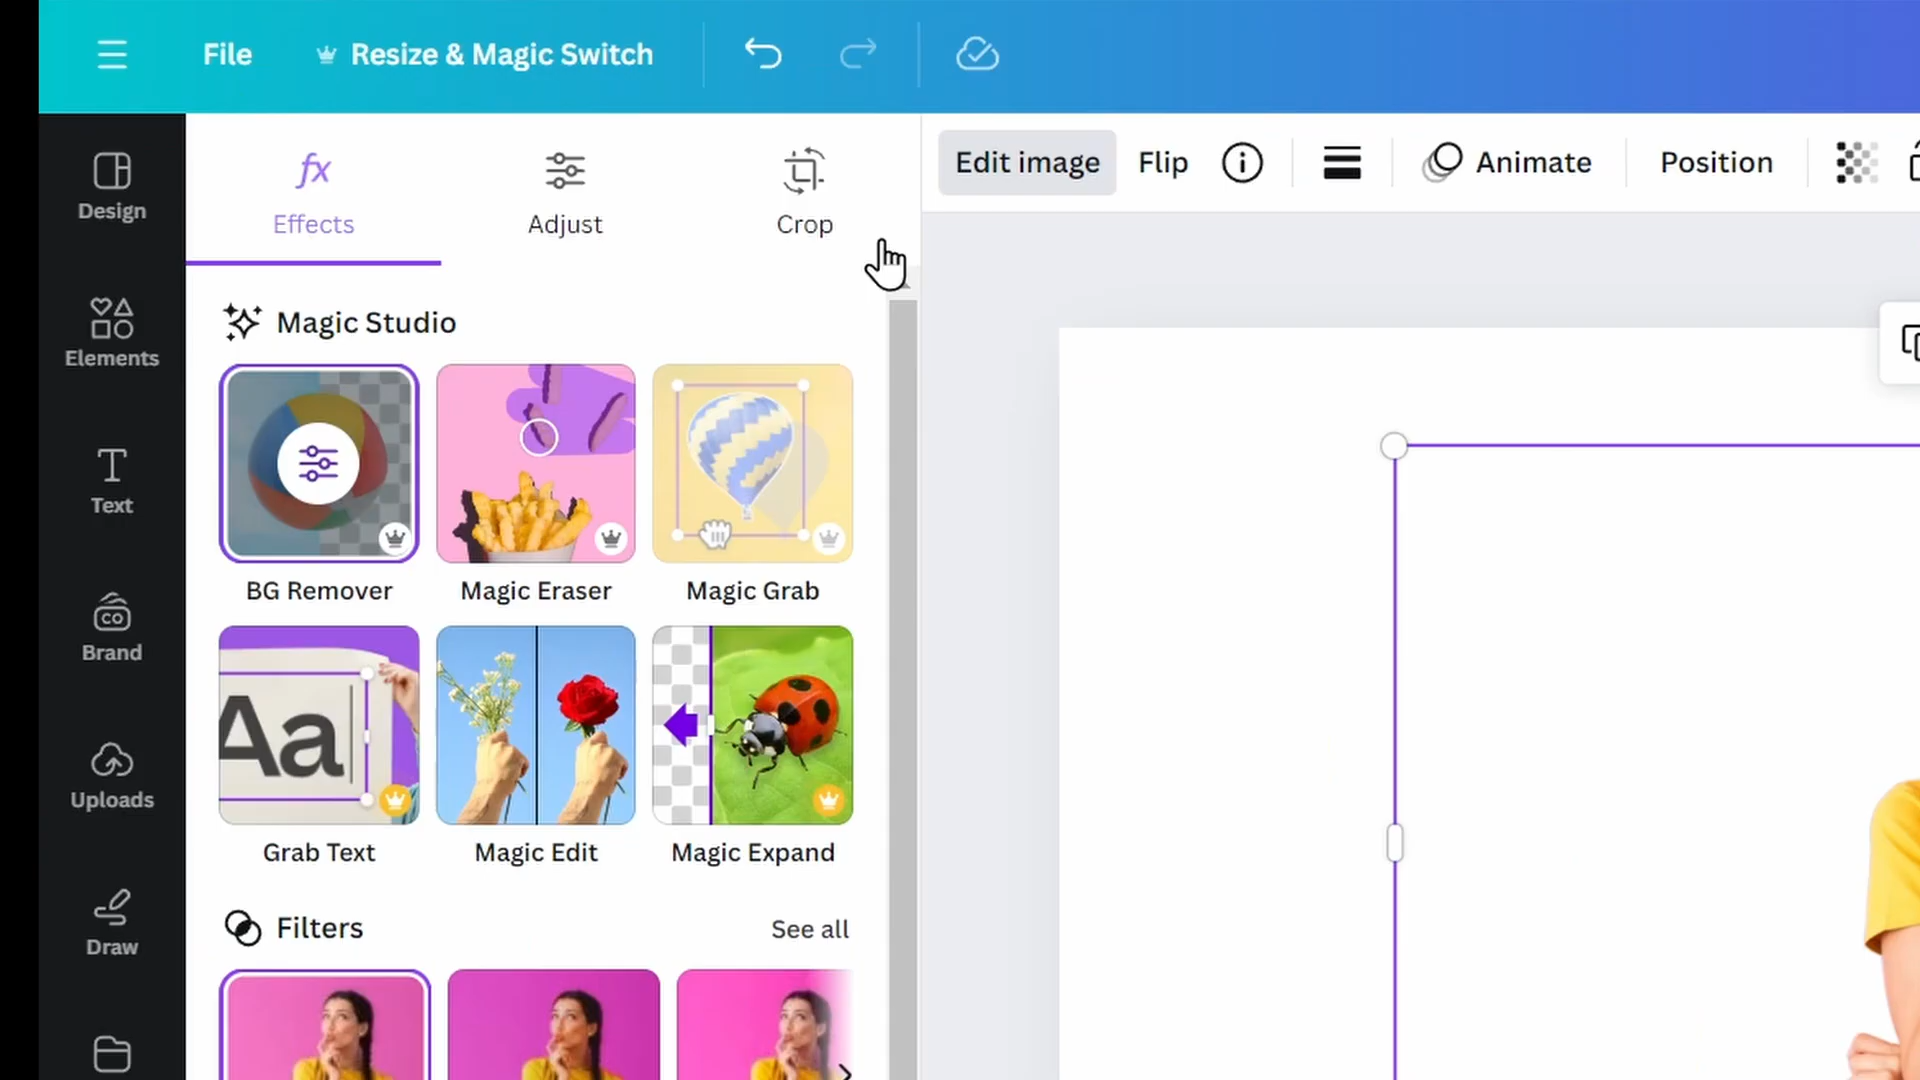 File
Resize & Magic Switch
Design
Elements
Text
Brand
CO
Uploads
Draw
fx
Effects
Adjust
Crop
Edit image
Flip
Animate
Position
Magic Studio
BG Remover
Magic Eraser
Magic Grab
Aa
Grab Text
Magic Edit
Magic Expand
Filters
See all